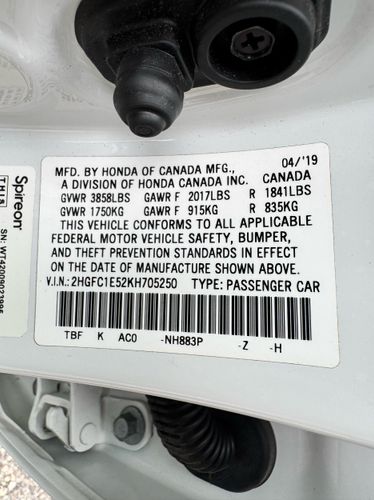 MFD. BY HONDA OF CANADA MFG., 04/'19
A DIVISION OF HONDA CANADA INC. CANADA
GVWR 3858LBS GAWR F 2017LBS R 1841LBS
GVWR 1750KG GAWR F 915KG R 835KG
THIS VEHICLE CONFORMS TO ALL APPLICABLE
FEDERAL MOTOR VEHICLE SAFETY, BUMPER,
AND THEFT PREVENTION STANDARDS IN EFFECT
ON THE DATE OF MANUFACTURE SHOWN ABOVE
V.I.N.: 2HGFC1E52KH705250 TYPE: PASSENGER CAR
TBF K AC0 -NH883P -Z -H
Spireon
THIS